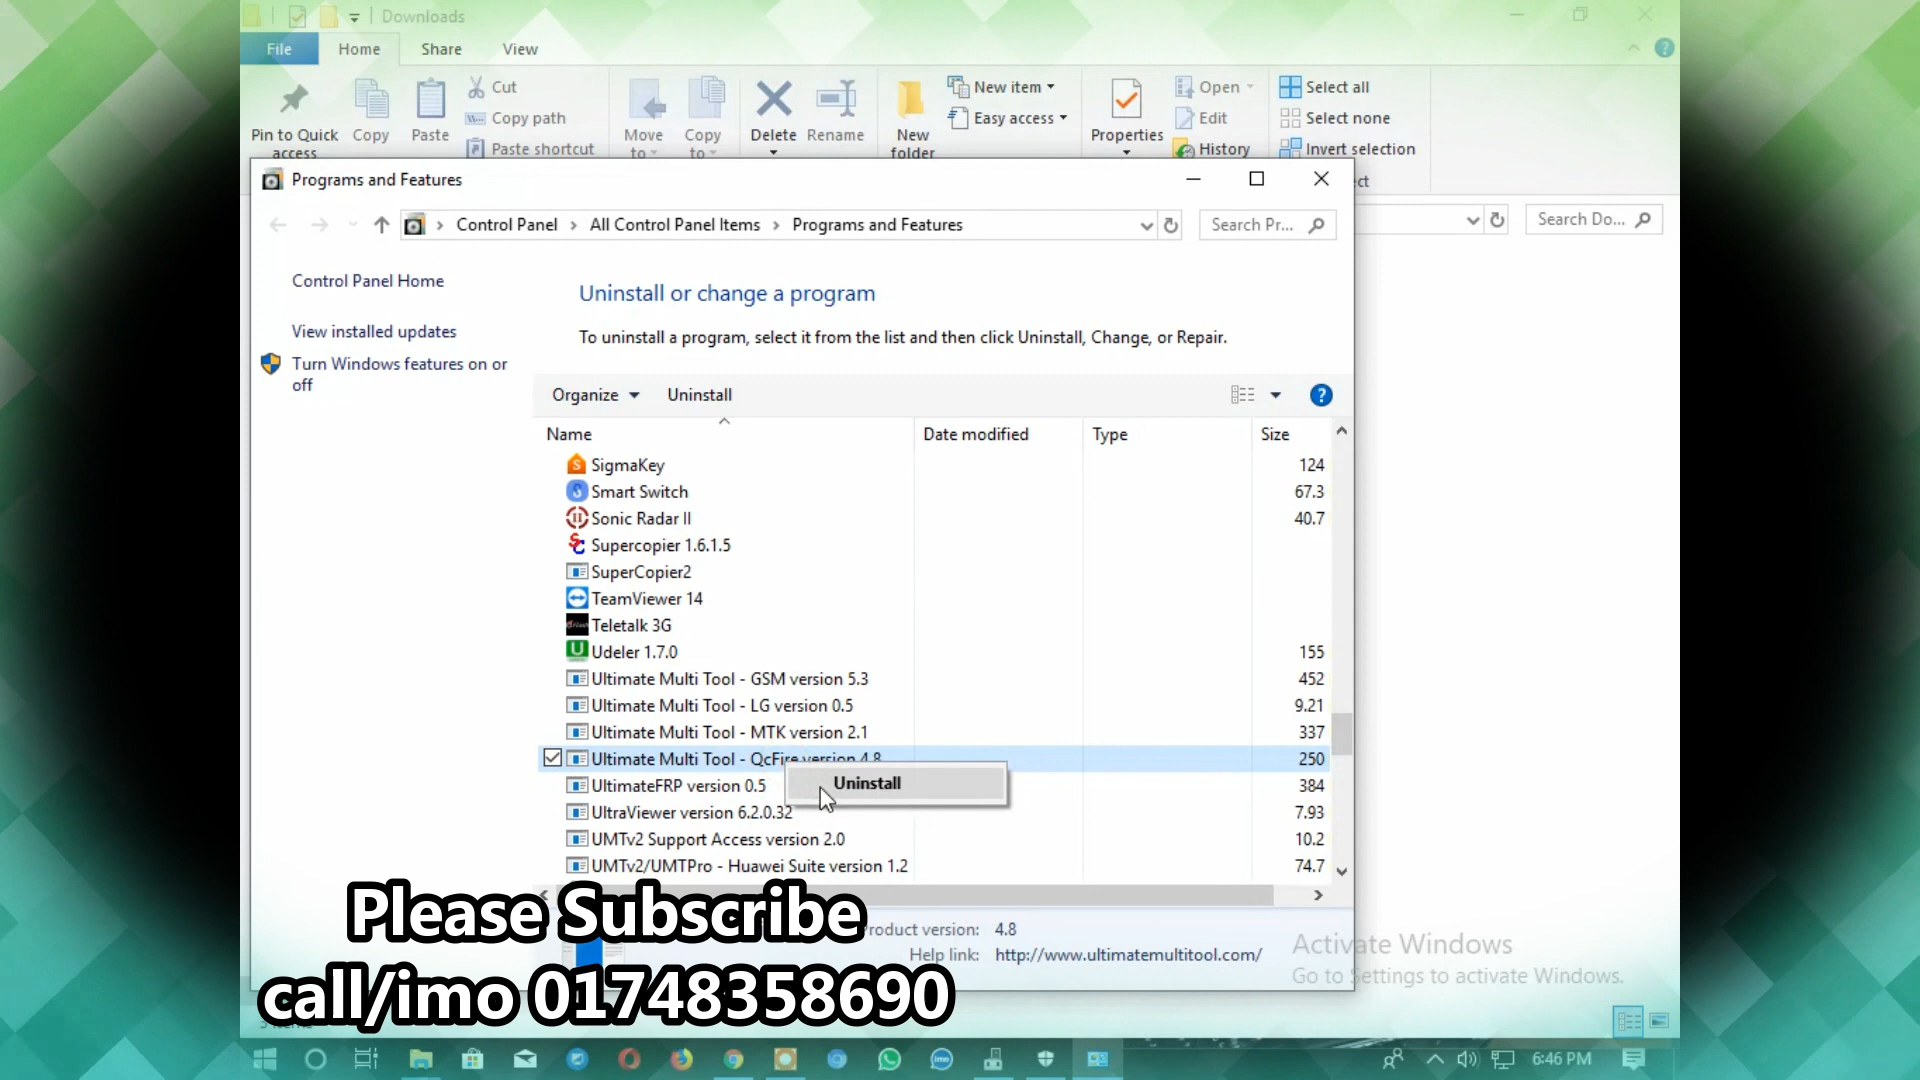 Downloads
File Home Share View
Pin to Quick access
Copy
Paste
Cut
Copy path
Paste shortcut
Move to
Copy to
Delete
Rename
New folder
New item
Easy access
Properties
Open
Edit
History
Select all
Select none
Invert selection
Programs and Features
Control Panel > All Control Panel Items > Programs and Features
Search Pr...
Search Do...
Control Panel Home
View installed updates
Turn Windows features on or
off
Uninstall or change a program
To uninstall a program, select it from the list and then click Uninstall, Change, or Repair.
Organize Uninstall
Name Date modified Type Size
SigmaKey 124
Smart Switch 67.3
Sonic Radar II 40.7
Supercopier 1.6.1.5
SuperCopier2
TeamViewer 14
Teletalk 3G
Udeler 1.7.0 155
Ultimate Multi Tool - GSM version 5.3 452
Ultimate Multi Tool - LG version 0.5 9.21
Ultimate Multi Tool - MTK version 2.1 337
Ultimate Multi Tool - QcFire version 4.8 250
Uninstall
UltimateFRP version 0.5 384
UltraViewer version 6.2.0.32 7.93
UMTv2 Support Access version 2.0 10.2
UMTv2/UMTPro - Huawei Suite version 1.2 74.7
Product version: 4.8
Help link: http://www.ultimatemultitool.com/
Activate Windows
Go to Settings to activate Windows.
Please Subscribe
call/imo 01748358690
6:46 PM